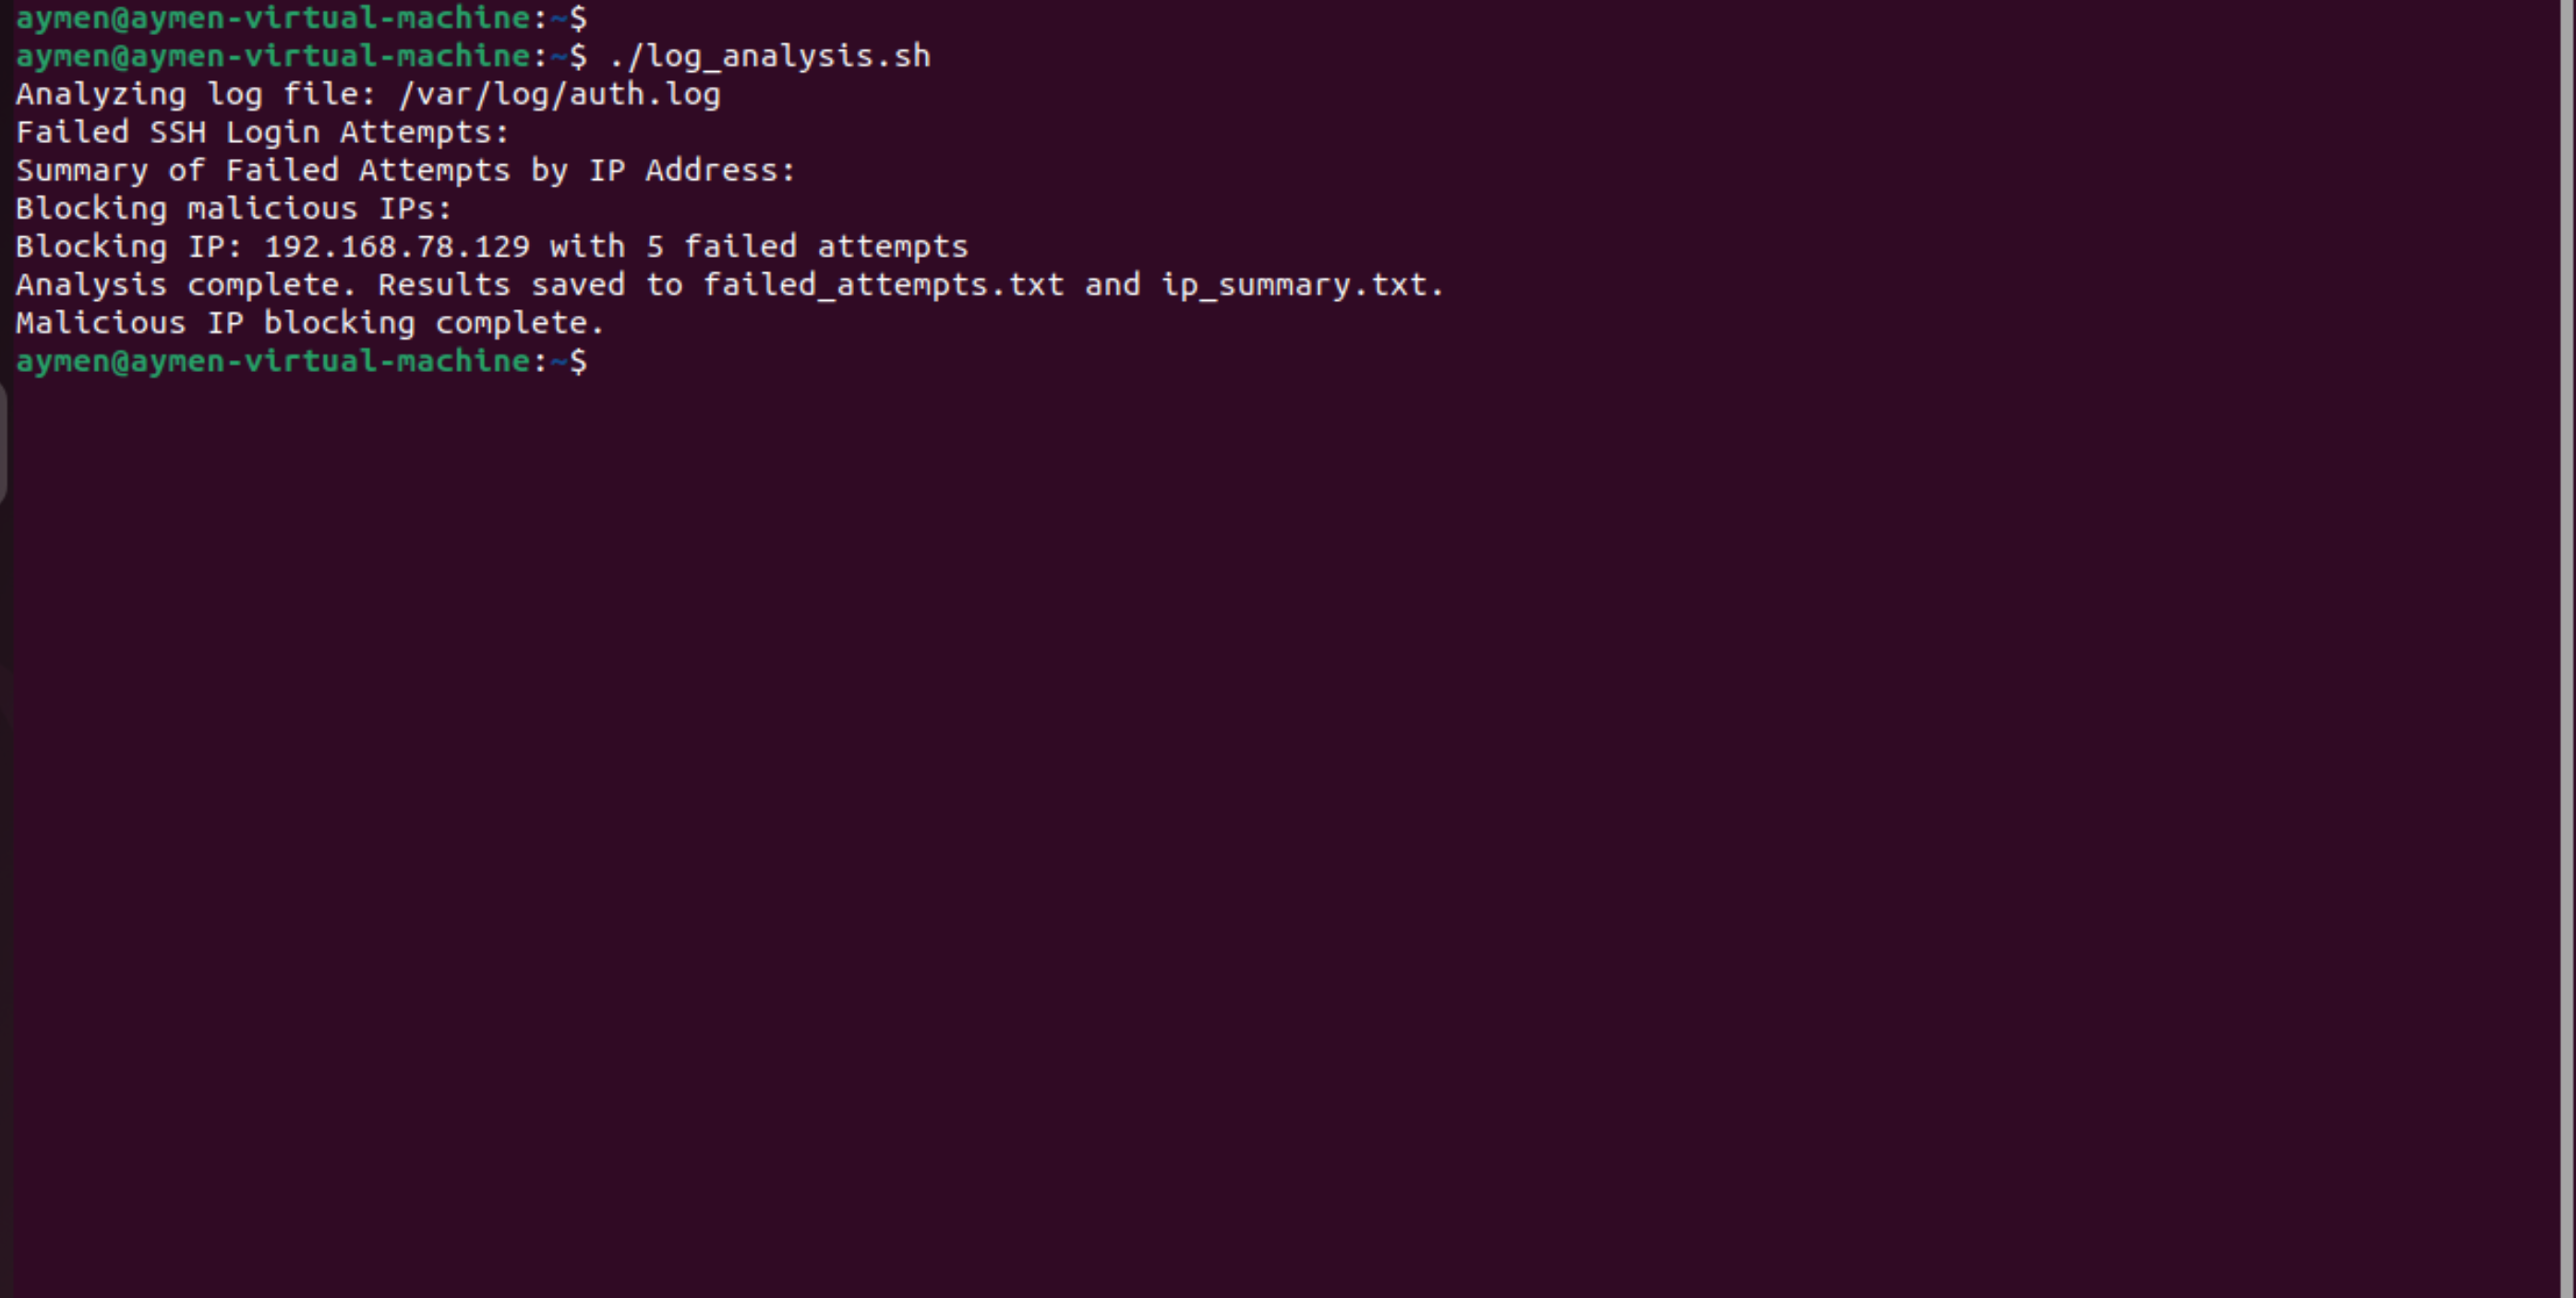 aymen@aymen-virtual-machine:~$
aymen@aymen-virtual-machine:~$ ./log_analysis.sh
Analyzing log file: /var/log/auth.log
Failed SSH Login Attempts:
Summary of Failed Attempts by IP Address:
Blocking malicious IPs:
Blocking IP: 192.168.78.129 with 5 failed attempts
Analysis complete. Results saved to failed_attempts.txt and ip_summary.txt.
Malicious IP blocking complete.
aymen@aymen-virtual-machine:~$